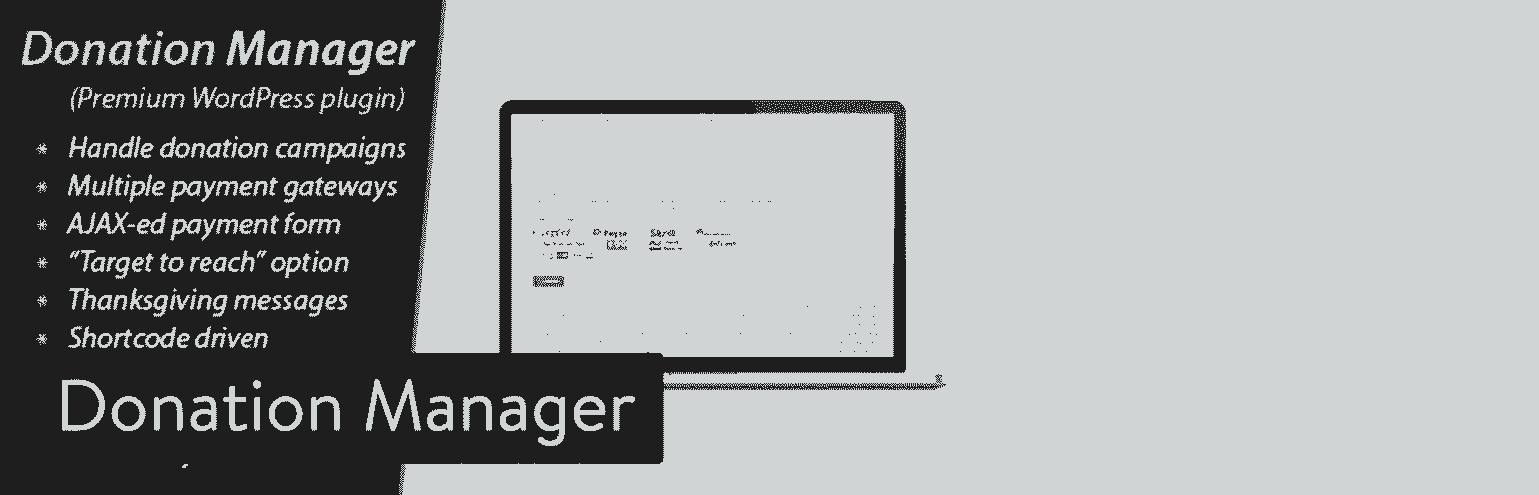 Donation Manager
(Premium WordPress plugin)
* Handle donation campaigns
* Multiple payment gateways
* AJAX-ed payment form
* “Target to reach” option
* Thanksgiving messages
* Shortcode driven
Donation Manager